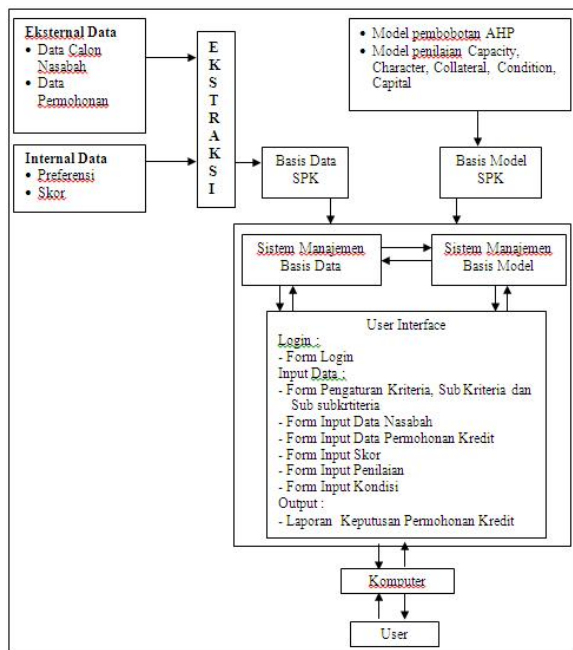 Eksternal Data
• Data Calon
Nasabah
• Data
Permohonan
Internal Data
• Preferensi
• Skor
E
K
S
T
R
A
K
S
I
• Model pembobotan AHP
• Model penilaian Capacity,
Character, Collateral, Condition,
Capital
Basis Data
SPK
Basis Model
SPK
Sistem Manajemen
Basis Data
Sistem Manajemen
Basis Model
User Interface
Login :
- Form Login
Input Data :
- Form Pengaturan Kriteria, Sub Kriteria dan
Sub subkrtiteria
- Form Input Data Nasabah
- Form Input Data Permohonan Kredit
- Form Input Skor
- Form Input Penilaian
- Form Input Kondisi
Output :
- Laporan Keputusan Permohonan Kredit
Komputer
User